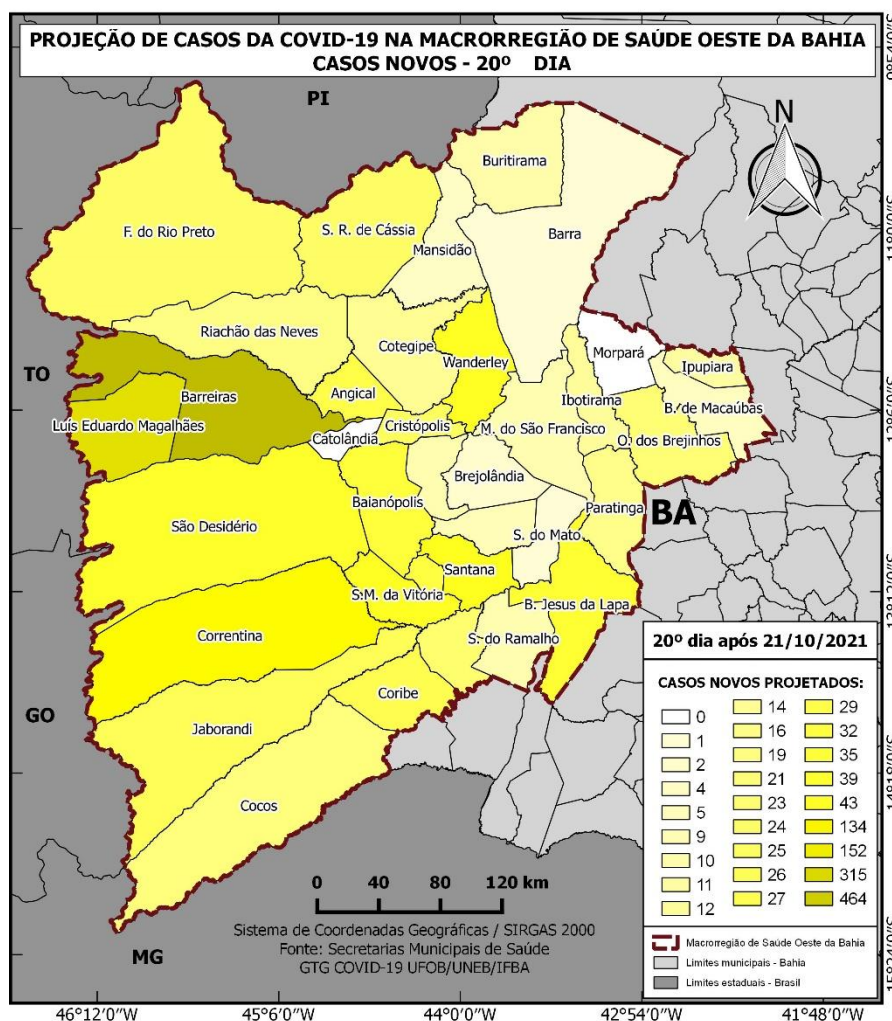 PROJEÇÃO DE CASOS DA COVID-19 NA MACRORREGIÃO DE SAÚDE OESTE DA BAHIA
CASOS NOVOS - 20º DIA
PI
N
Buritirama
F. do Rio Preto
S. R. de Cássia
Mansidão
Barra
Riachão das Neves
Cotegipe
Wanderley
Morpará
Ipupiara
TO
Barreiras
Angical
Ibotirama
B. de Macaúbas
Luís Eduardo Magalhães
Catolândia
Cristópolis
M. do São Francisco
O. dos Brejinhos
Brejolândia
Baianópolis
Paratinga
BA
São Desidério
S. do Mato
Santana
S.M. da Vitória
B. Jesus da Lapa
Correntina
S. do Ramalho
GO
Coribe
Jaborandi
Cocos
MG
20º dia após 21/10/2021
CASOS NOVOS PROJETADOS:
0
1
2
4
5
9
10
11
12
14
16
19
21
23
24
25
26
27
29
32
35
39
43
134
152
315
464
Macrorregião de Saúde Oeste da Bahia
Limites municipais - Bahia
Limites estaduais - Brasil
0 40 80 120 km
Sistema de Coordenadas Geográficas / SIRGAS 2000
Fonte: Secretarias Municipais de Saúde
GTG COVID-19 UFOB/UNEB/IFBA
46°12'0"W 45°6'0"W 44°0'0"W 42°54'0"W 41°48'0"W